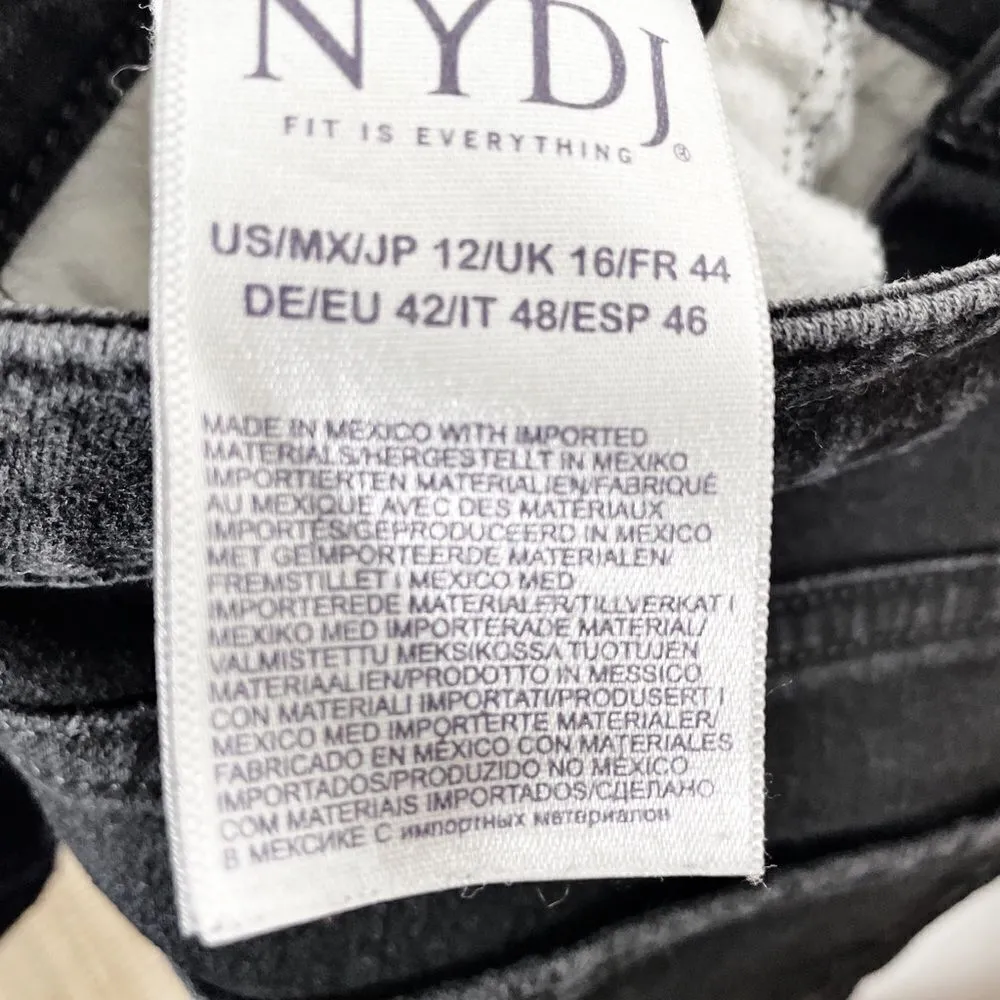 NYDJ
FIT IS EVERYTHING ®
US/MX/JP 12/UK 16/FR 44
DE/EU 42/IT 48/ESP 46
MADE IN MEXICO WITH IMPORTED
MATERIALS/HERGESTELLT IN MEXIKO
IMPORTIERTEN MATERIALIEN/FABRIQUÉ
AU MEXIQUE AVEC DES MATERIAUX
IMPORTES/GEPRODUCEERD IN MEXICO
MET GEÏMPORTEERDE MATERIALEN/
FREMSTILLET I MEXICO MED
IMPORTEREDE MATERIALER/TILLVERKAT I
MEXIKO MED IMPORTERADE MATERIAL/
VALMISTETTU MEKSIKOSSA TUOTUJEN
MATERIAALIEN/PRODOTTO IN MESSICO
CON MATERIALI IMPORTATI/PRODUSERT I
MEXICO MED IMPORTERTE MATERIALER/
FABRICADO EN MÉXICO CON MATERIALES
IMPORTADOS/PRODUZIDO NO MÉXICO
COM MATERIAIS IMPORTADOS/СДЕЛАНО
В МЕКСИКЕ С импортных материалов